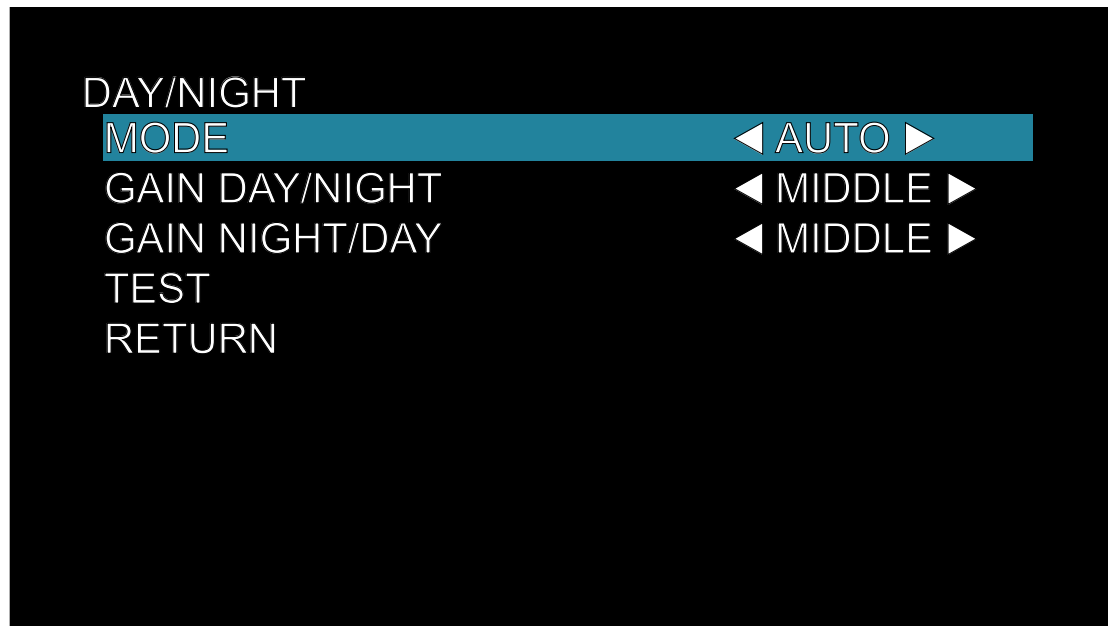 DAY/NIGHT
MODE ◀ AUTO ▶
GAIN DAY/NIGHT ◀ MIDDLE ▶
GAIN NIGHT/DAY ◀ MIDDLE ▶
TEST
RETURN